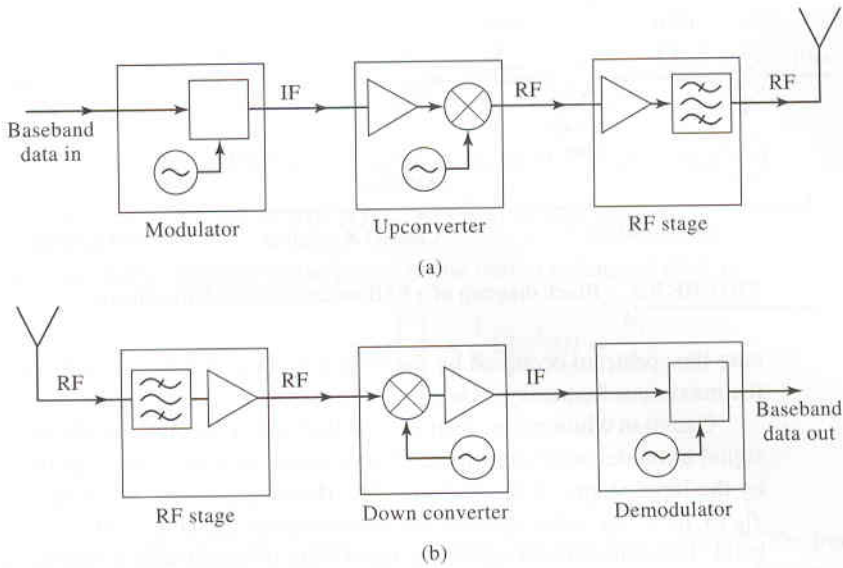 IF
RF
RF
Baseband
data in
Modulator
Upconverter
RF stage
(a)
RF
RF
IF
Baseband
data out
RF stage
Down converter
Demodulator
(b)